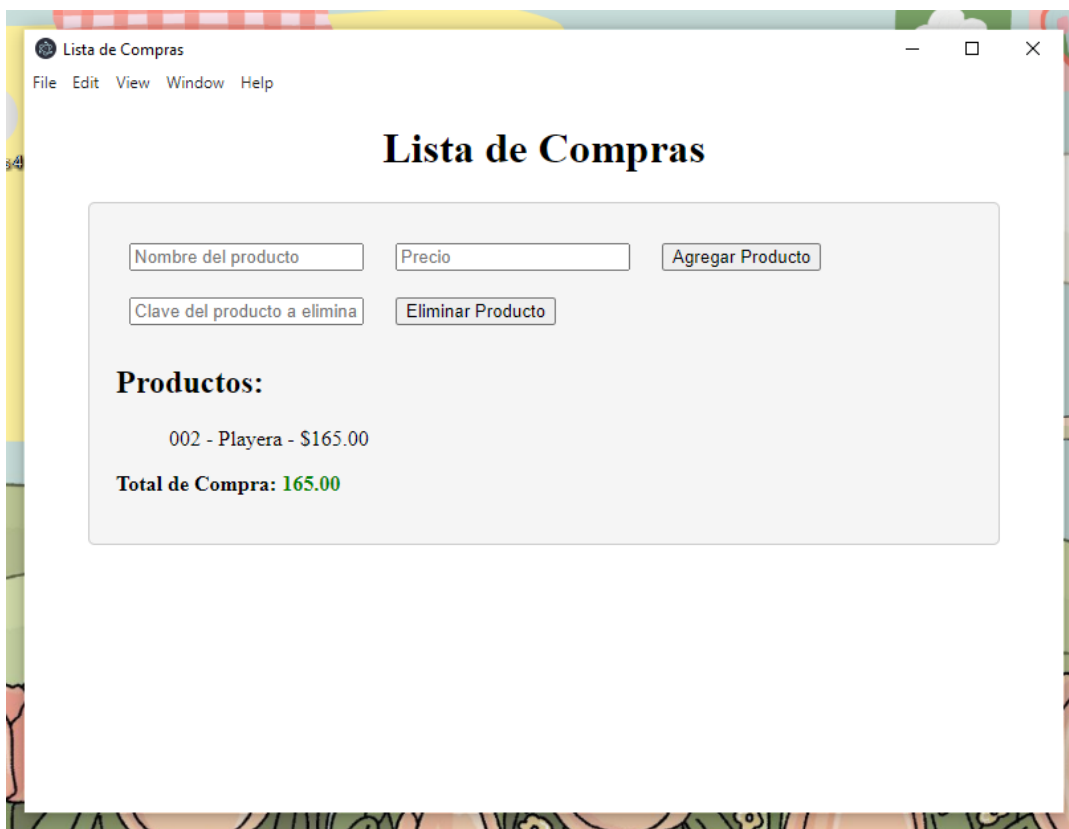 Lista de Compras
File Edit View Window Help
Lista de Compras
Nombre del producto Precio Agregar Producto
Clave del producto a elimina Eliminar Producto
Productos:
002 - Playera - $165.00
Total de Compra: 165.00